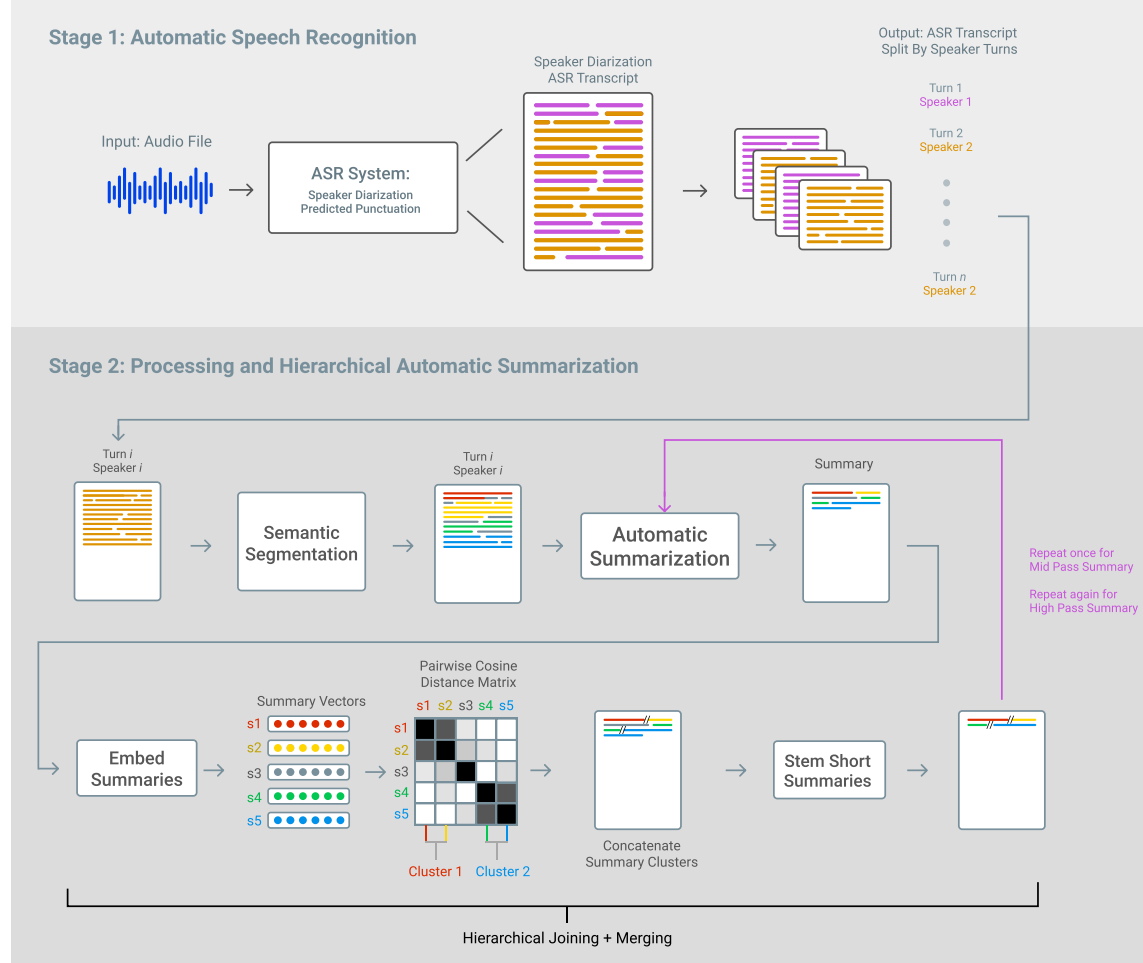 Stage 1: Automatic Speech Recognition
Output: ASR Transcript
Split By Speaker Turns
Speaker Diarization
ASR Transcript
Turn 1
Speaker 1
Input: Audio File
Turn 2
Speaker 2
ASR System:
Speaker Diarization
Predicted Punctuation
Turn n
Speaker 2
Stage 2: Processing and Hierarchical Automatic Summarization
Turn i
Speaker i
Turn i
Speaker i
Summary
Semantic
Segmentation
Automatic
Summarization
Repeat once for
Mid Pass Summary
Repeat again for
High Pass Summary
Pairwise Cosine
Distance Matrix
Summary Vectors
s1 s2 s3 s4 s5
s1
s2
s3
s4
s5
s1
s2
s3
s4
s5
Embed
Summaries
Stem Short
Summaries
Concatenate
Summary Clusters
Cluster 1
Cluster 2
Hierarchical Joining + Merging